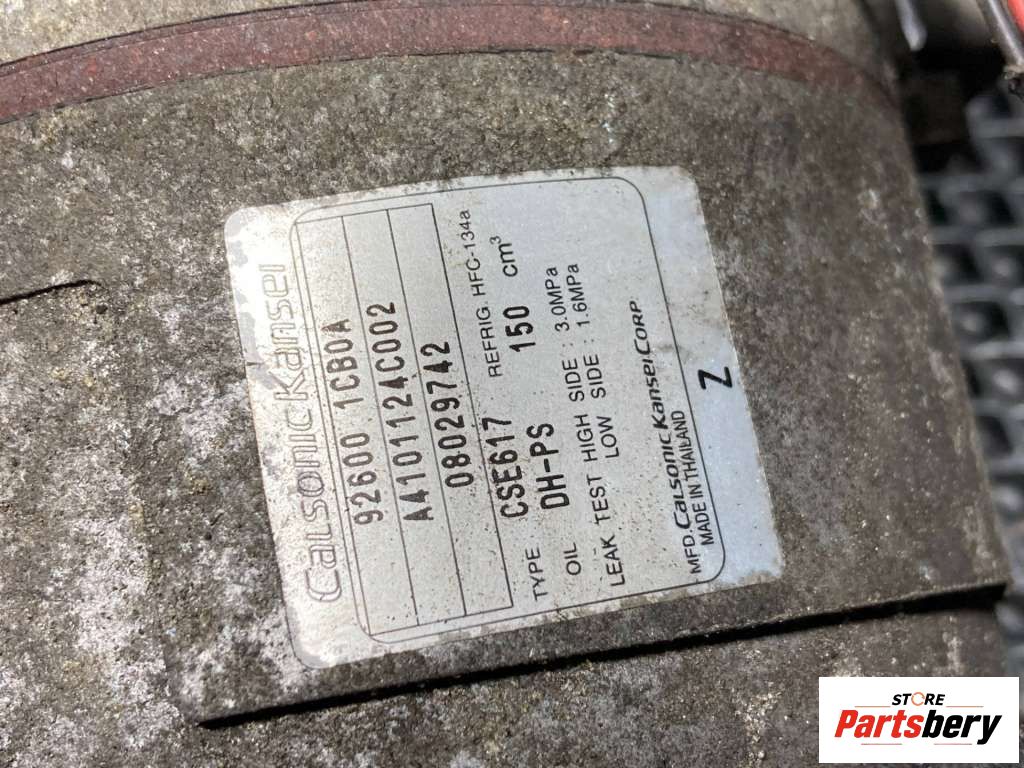 CalsonicKansei
92600 1CB0A
A4101124C002
08029742
TYPE CSE617 REFRIG. HFC-134a
OIL DH-PS 150 cm³
LEAK TEST HIGH SIDE : 3.0MPa
LOW SIDE : 1.6MPa
MFD. CalsonicKansei CORP.
MADE IN THAILAND
Z
STORE
Partsbery